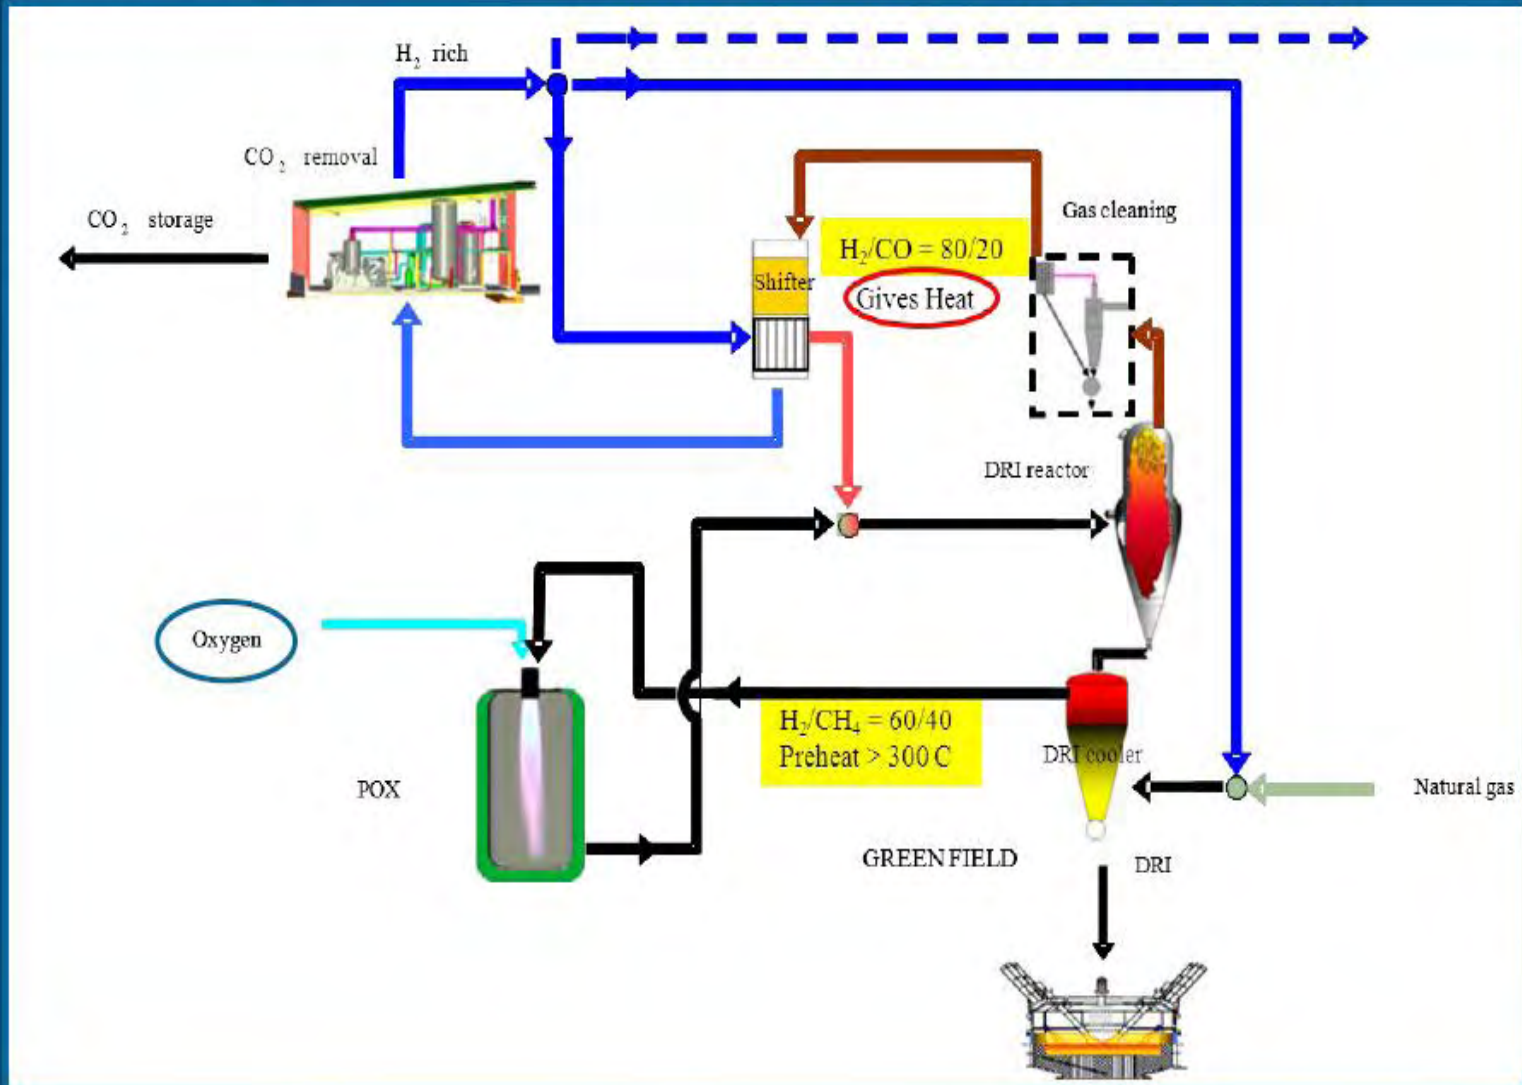 H₂ rich
CO₂ removal
CO₂ storage
Gas cleaning
H₂/CO = 80/20
Shifter
Gives Heat
DRI reactor
Oxygen
H₂/CH₄ = 60/40
Preheat > 300 C
DRI cooler
POX
Natural gas
GREEN FIELD
DRI